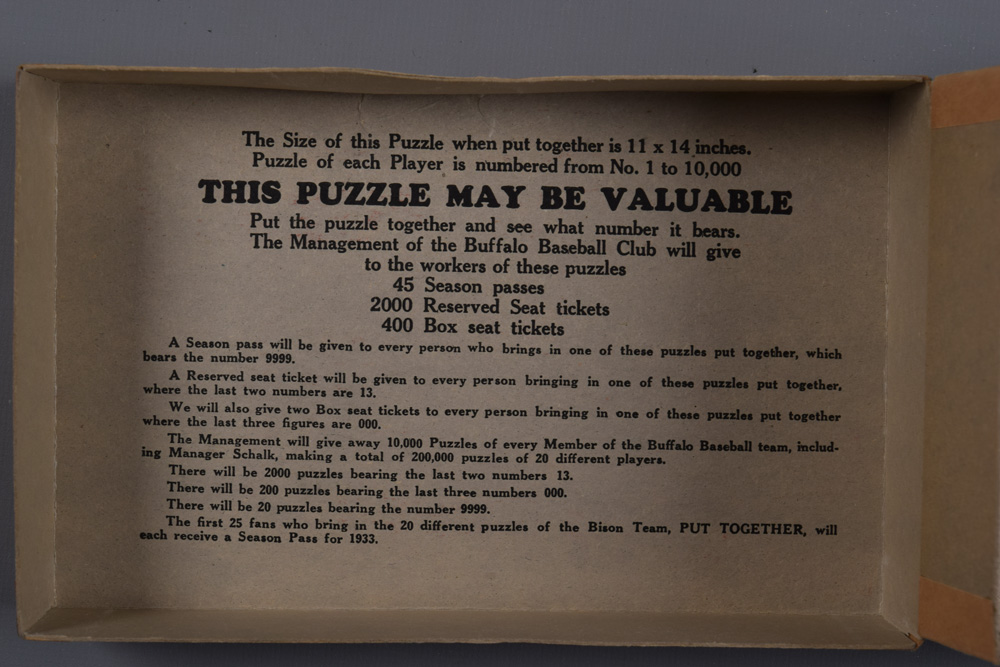 The Size of this Puzzle when put together is 11 x 14 inches.
Puzzle of each Player is numbered from No. 1 to 10,000
THIS PUZZLE MAY BE VALUABLE
Put the puzzle together and see what number it bears.
The Management of the Buffalo Baseball Club will give
to the workers of these puzzles
45 Season passes
2000 Reserved Seat tickets
400 Box seat tickets
A Season pass will be given to every person who brings in one of these puzzles put together, which
bears the number 9999.
A Reserved seat ticket will be given to every person bringing in one of these puzzles put together,
where the last two numbers are 13.
We will also give two Box seat tickets to every person bringing in one of these puzzles put together
where the last three figures are 000.
The Management will give away 10,000 Puzzles of every Member of the Buffalo Baseball team, includ-
ing Manager Schalk, making a total of 200,000 puzzles of 20 different players.
There will be 2000 puzzles bearing the last two numbers 13.
There will be 200 puzzles bearing the last three numbers 000.
There will be 20 puzzles bearing the number 9999.
The first 25 fans who bring in the 20 different puzzles of the Bison Team, PUT TOGETHER, will
each receive a Season Pass for 1933.